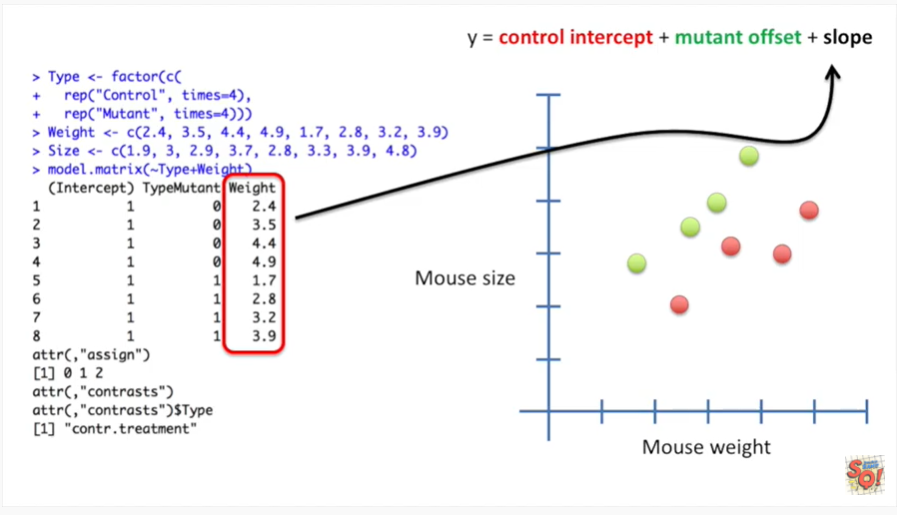 y = control intercept + mutant offset + slope
> Type <- factor(c(
+   rep("Control", times=4),
+   rep("Mutant", times=4)))
> Weight <- c(2.4, 3.5, 4.4, 4.9, 1.7, 2.8, 3.2, 3.9)
> Size <- c(1.9, 3, 2.9, 3.7, 2.8, 3.3, 3.9, 4.8)
> model.matrix(~Type+Weight)
  (Intercept) TypeMutant Weight
1           1          0    2.4
2           1          0    3.5
3           1          0    4.4
4           1          0    4.9
5           1          1    1.7
6           1          1    2.8
7           1          1    3.2
8           1          1    3.9
attr(,"assign")
[1] 0 1 2
attr(,"contrasts")
attr(,"contrasts")$Type
[1] "contr.treatment"
Mouse size
Mouse weight
SQ!